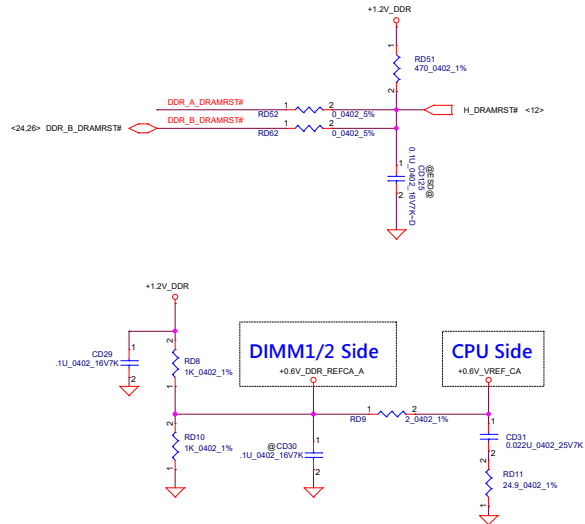 +1.2V_DDR
1
RD51
470_0402_1%
2
DDR_A_DRAMRST# 1 2 H_DRAMRST# <12>
RD52 0_0402_5%
<24,26> DDR_B_DRAMRST# DDR_B_DRAMRST# 1 2
RD62 0_0402_5%
1
2
@ESD@
CD125
0.1U_0402_16V7K~D
+1.2V_DDR
CD29
.1U_0402_16V7K
1
2
2
RD8
1K_0402_1%
1
DIMM1/2 Side
+0.6V_DDR_REFCA_A
CPU Side
+0.6V_VREF_CA
1 2
RD9 2_0402_1%
2
RD10
1K_0402_1%
1
1
@CD30
.1U_0402_16V7K
2
1
CD31
0.022U_0402_25V7K
2
2
RD11
24.9_0402_1%
1